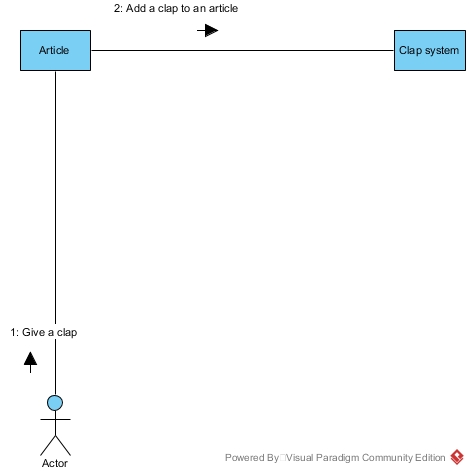 2: Add a clap to an article
Article
Clap system
1: Give a clap
Actor
Powered By Visual Paradigm Community Edition